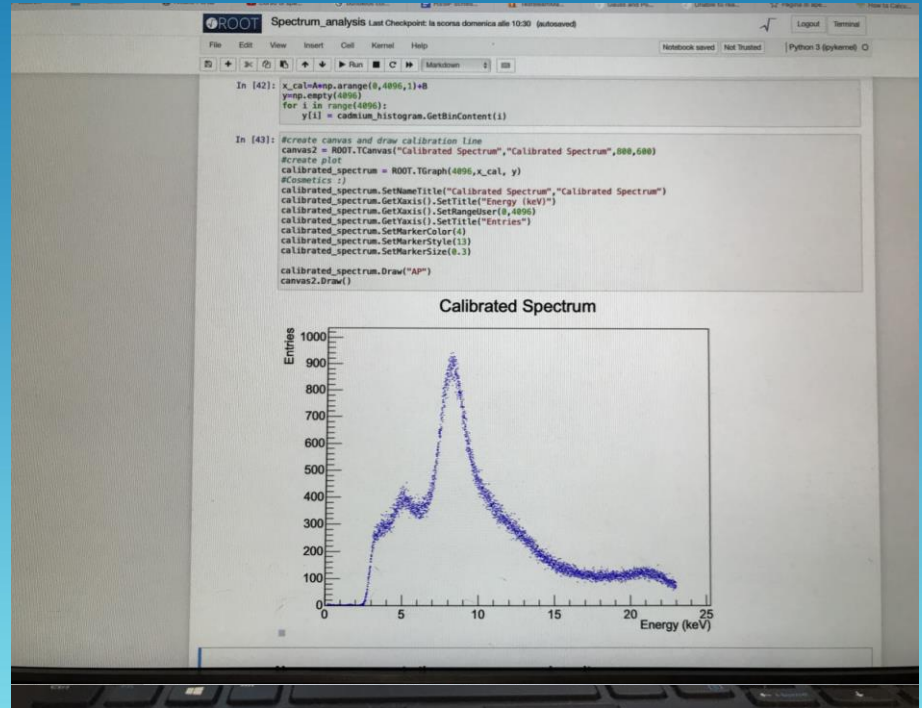 ROOT Spectrum_analysis Last Checkpoint: la scorsa domenica alle 10:30 (autosaved) Logout Terminal
File Edit View Insert Cell Kernel Help Notebook saved Not Trusted Python 3 (ipykernel)
Run Markdown
In [42]: x_cal=A*np.arange(0,4096,1)+B
y=np.empty(4096)
for i in range(4096):
y[i] = cadmium_histogram.GetBinContent(i)
In [43]: #create canvas and draw calibration line
canvas2 = ROOT.TCanvas("Calibrated Spectrum","Calibrated Spectrum",800,600)
#create plot
calibrated_spectrum = ROOT.TGraph(4096,x_cal, y)
#Cosmetics :)
calibrated_spectrum.SetNameTitle("Calibrated Spectrum","Calibrated Spectrum")
calibrated_spectrum.GetXaxis().SetTitle("Energy (keV)")
calibrated_spectrum.GetXaxis().SetRangeUser(0,4096)
calibrated_spectrum.GetYaxis().SetTitle("Entries")
calibrated_spectrum.SetMarkerColor(4)
calibrated_spectrum.SetMarkerStyle(13)
calibrated_spectrum.SetMarkerSize(0.3)
calibrated_spectrum.Draw("AP")
canvas2.Draw()
Calibrated Spectrum
Entries
1000
900
800
700
600
500
400
300
200
100
0
0 5 10 15 20 25
Energy (keV)